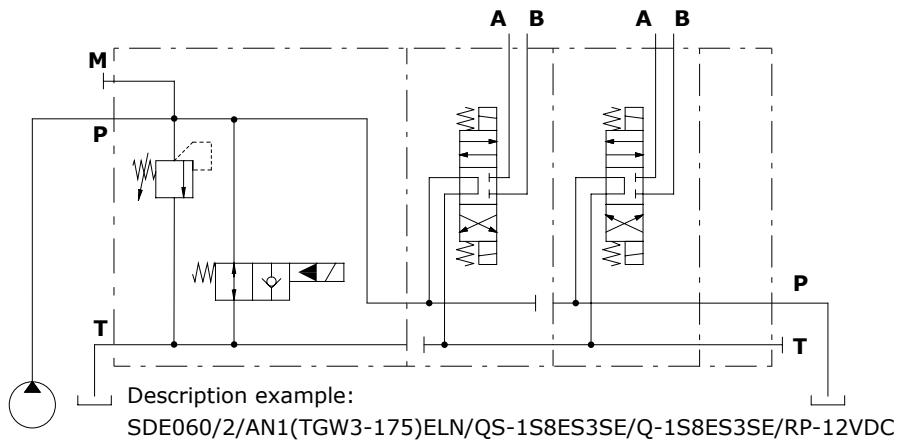 A B A B
M
P
P
T
T
Description example:
SDE060/2/AN1(TGW3-175)ELN/QS-1S8ES3SE/Q-1S8ES3SE/RP-12VDC